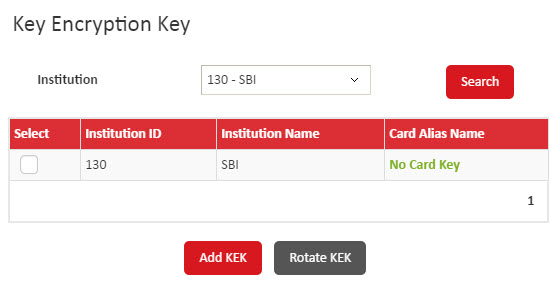 Key Encryption Key
Institution 130 - SBI Search
Select Institution ID Institution Name Card Alias Name
130 SBI No Card Key
1
Add KEK Rotate KEK